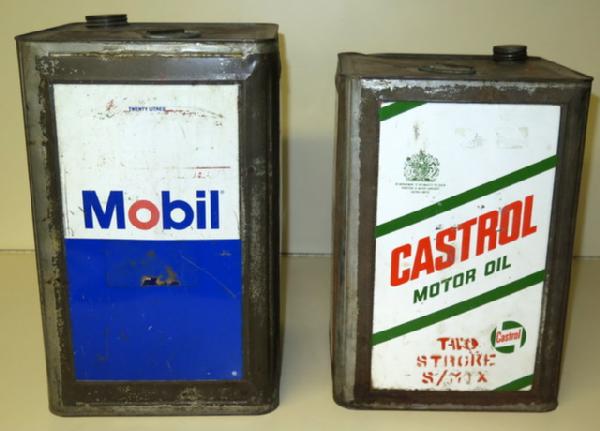 TWENTY LITRES
Mobil
CASTROL
MOTOR OIL
Castrol
TWO
STROKE
S/MIX